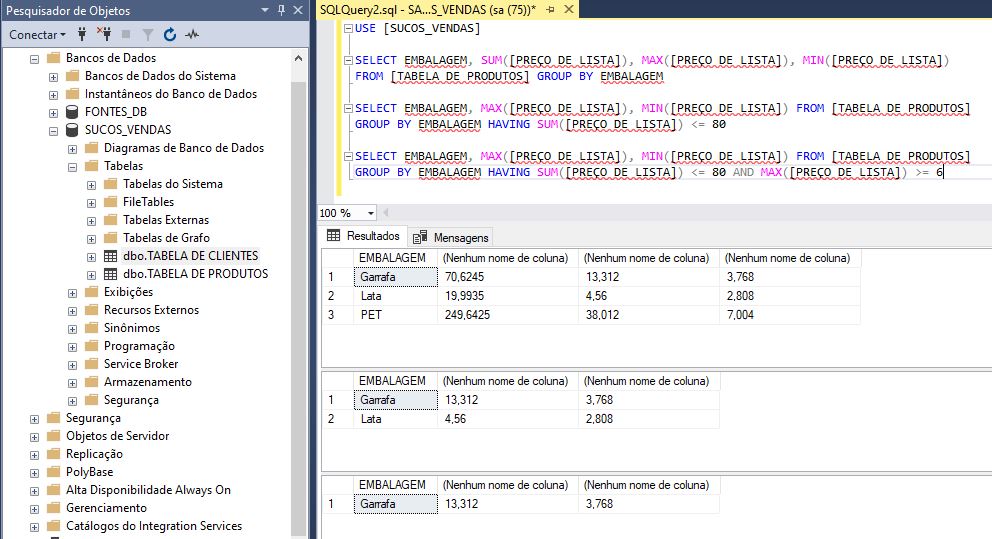 Pesquisador de Objetos
Conectar
Bancos de Dados
Bancos de Dados do Sistema
Instantâneos do Banco de Dados
FONTES_DB
SUCOS_VENDAS
Diagramas de Banco de Dados
Tabelas
Tabelas do Sistema
FileTables
Tabelas Externas
Tabelas de Grafo
dbo.TABELA DE CLIENTES
dbo.TABELA DE PRODUTOS
Exibições
Recursos Externos
Sinônimos
Programação
Service Broker
Armazenamento
Segurança
Segurança
Objetos de Servidor
Replicação
PolyBase
Alta Disponibilidade Always On
Gerenciamento
Catálogos do Integration Services
SQLQuery2.sql - SA...S_VENDAS (sa (75))*
USE [SUCOS_VENDAS]
SELECT EMBALAGEM, SUM([PREÇO DE LISTA]), MAX([PREÇO DE LISTA]), MIN([PREÇO DE LISTA])
FROM [TABELA DE PRODUTOS] GROUP BY EMBALAGEM
SELECT EMBALAGEM, MAX([PREÇO DE LISTA]), MIN([PREÇO DE LISTA]) FROM [TABELA DE PRODUTOS]
GROUP BY EMBALAGEM HAVING SUM([PREÇO DE LISTA]) <= 80
SELECT EMBALAGEM, MAX([PREÇO DE LISTA]), MIN([PREÇO DE LISTA]) FROM [TABELA DE PRODUTOS]
GROUP BY EMBALAGEM HAVING SUM([PREÇO DE LISTA]) <= 80 AND MAX([PREÇO DE LISTA]) >= 6
100 %
Resultados Mensagens
EMBALAGEM (Nenhum nome de coluna) (Nenhum nome de coluna) (Nenhum nome de coluna)
1 Garrafa 70,6245 13,312 3,768
2 Lata 19,9935 4,56 2,808
3 PET 249,6425 38,012 7,004
EMBALAGEM (Nenhum nome de coluna) (Nenhum nome de coluna)
1 Garrafa 13,312 3,768
2 Lata 4,56 2,808
EMBALAGEM (Nenhum nome de coluna) (Nenhum nome de coluna)
1 Garrafa 13,312 3,768